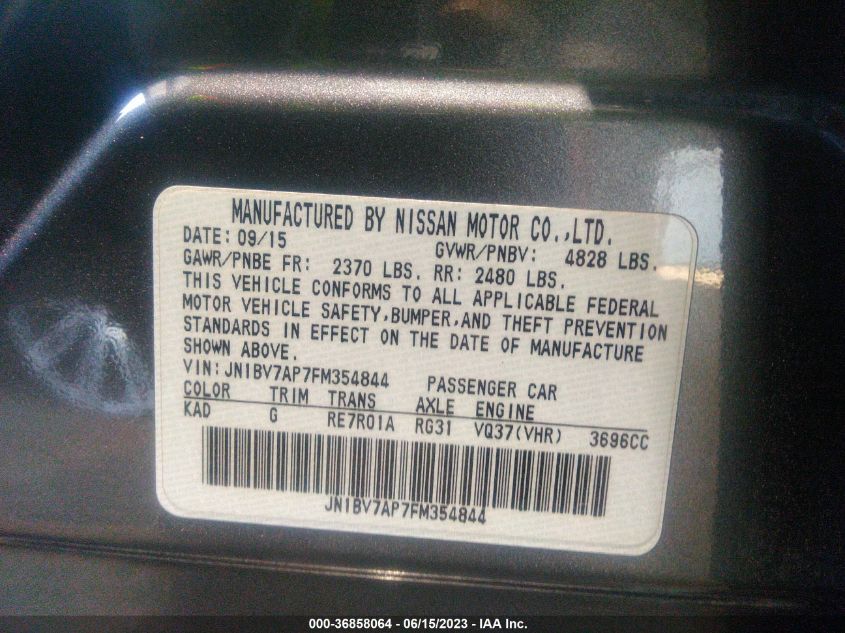 MANUFACTURED BY NISSAN MOTOR CO.,LTD.
DATE: 09/15 GVWR/PNBV: 4828 LBS.
GAWR/PNBE FR: 2370 LBS. RR: 2480 LBS.
THIS VEHICLE CONFORMS TO ALL APPLICABLE FEDERAL
MOTOR VEHICLE SAFETY,BUMPER,AND THEFT PREVENTION
STANDARDS IN EFFECT ON THE DATE OF MANUFACTURE
SHOWN ABOVE.
VIN:JN1BV7AP7FM354844 PASSENGER CAR
COLOR TRIM TRANS AXLE ENGINE
KAD G RE7R01A RG31 VQ37(VHR) 3696CC
JN1BV7AP7FM354844
000-36858064 - 06/15/2023 - IAA Inc.